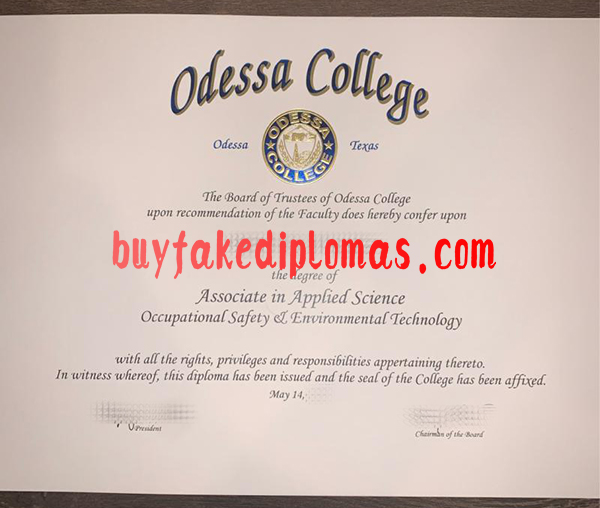 Odessa College
Odessa Texas
ODESSA COLLEGE
The Board of Trustees of Odessa College
upon recommendation of the Faculty does hereby confer upon
buyfakediplomas.com
the degree of
Associate in Applied Science
Occupational Safety & Environmental Technology
with all the rights, privileges and responsibilities appertaining thereto.
In witness whereof, this diploma has been issued and the seal of the College has been affixed.
May 14,
President
Chairman of the Board